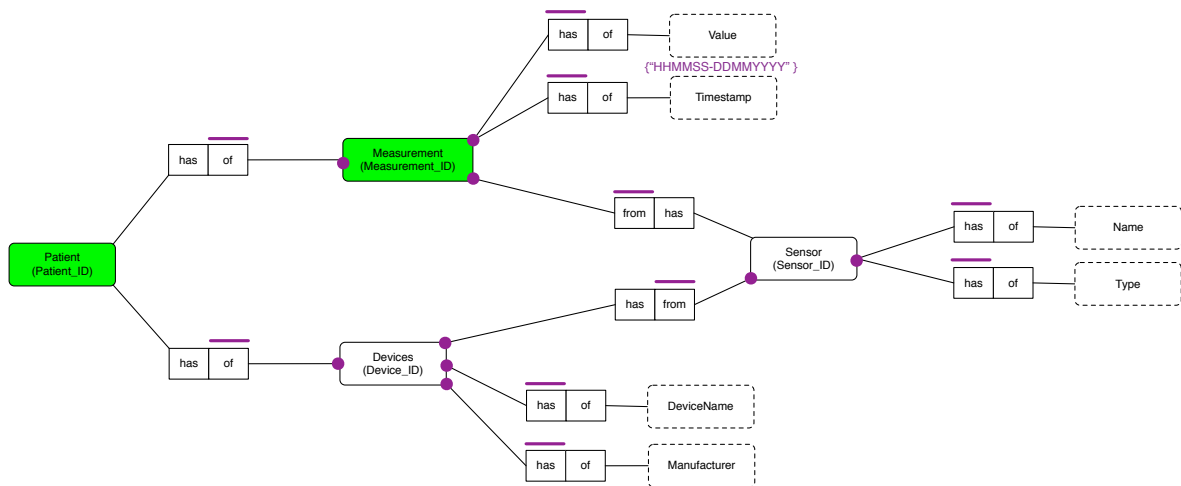 has of
Value
{"HHMMSS-DDMMYYYY" }
has of
Timestamp
has of
Measurement
(Measurement_ID)
from has
has of
Name
Patient
(Patient_ID)
Sensor
(Sensor_ID)
has of
Type
has from
has of
Devices
(Device_ID)
has of
DeviceName
has of
Manufacturer